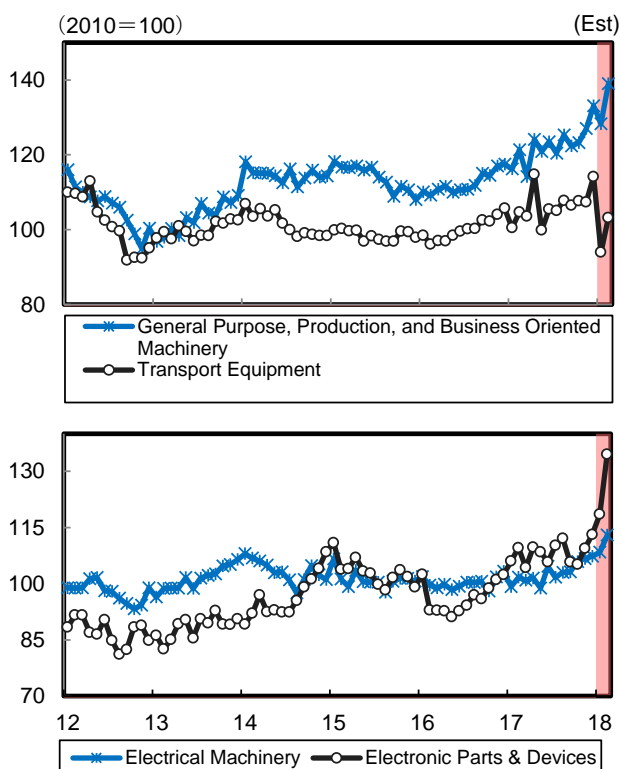 (2010＝100)
(Est)
140
120
100
80
General Purpose, Production, and Business Oriented
Machinery
Transport Equipment
130
115
100
85
70
12 13 14 15 16 17 18
Electrical Machinery Electronic Parts & Devices